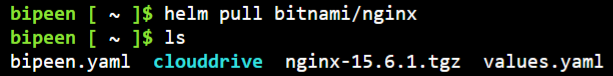 bipeen [ ~ ]$ helm pull bitnami/nginx
bipeen [ ~ ]$ ls
bipeen.yaml  clouddrive  nginx-15.6.1.tgz  values.yaml